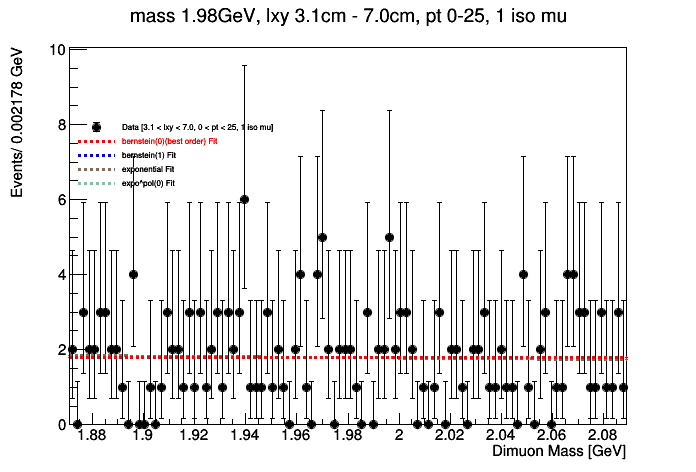 mass 1.98GeV, lxy 3.1cm - 7.0cm, pt 0-25, 1 iso mu
Events/ 0.002178 GeV
10
8
6
4
2
0
Data [3.1 < lxy < 7.0, 0 < pt < 25, 1 iso mu]
bernstein(0)(best order) Fit
bernstein(1) Fit
exponential Fit
expo*pol(0) Fit
1.88 1.9 1.92 1.94 1.96 1.98 2 2.02 2.04 2.06 2.08
Dimuon Mass [GeV]